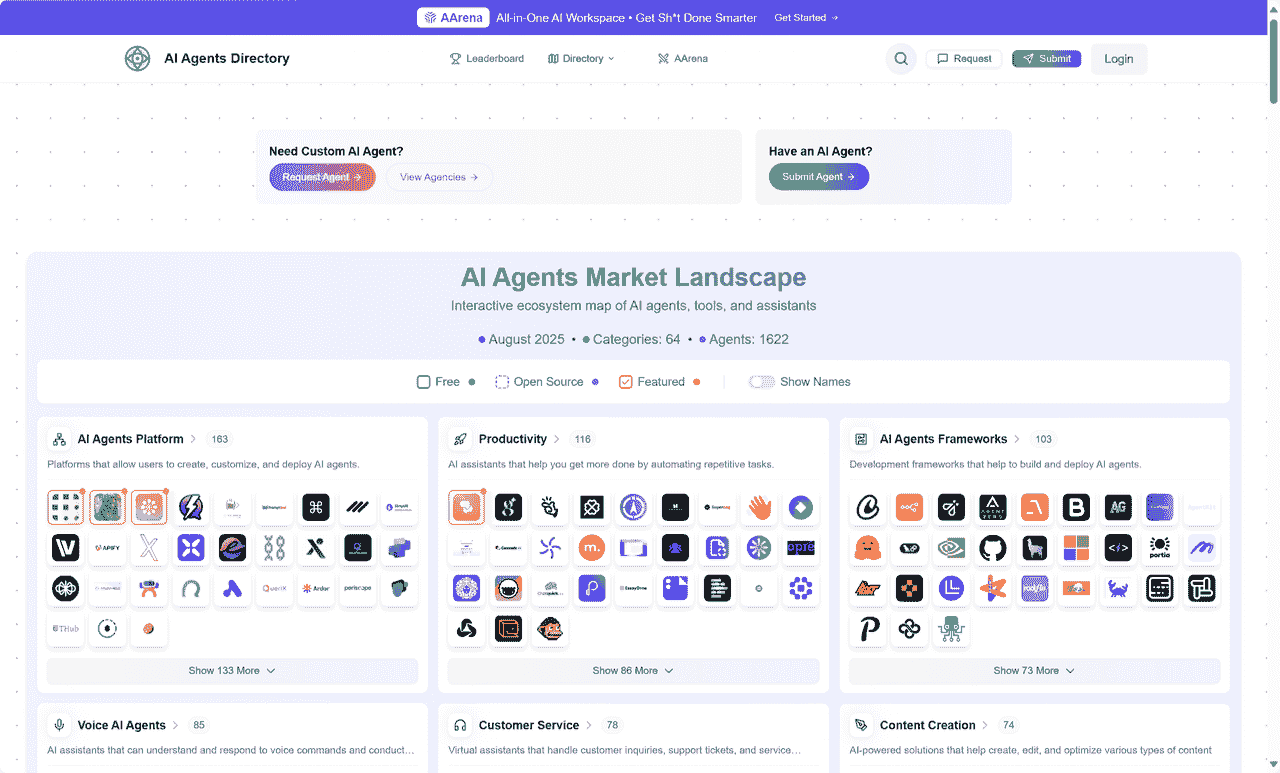 AArena All-in-One AI Workspace • Get Sh*t Done Smarter Get Started →
AI Agents Directory
Leaderboard
Directory
AArena
Request
Submit
Login
Need Custom AI Agent?
Request Agent →
View Agencies →
Have an AI Agent?
Submit Agent →
AI Agents Market Landscape
Interactive ecosystem map of AI agents, tools, and assistants
August 2025 • Categories: 64 • Agents: 1622
Free
Open Source
Featured
Show Names
AI Agents Platform 163
Platforms that allow users to create, customize, and deploy AI agents.
APIFY
Ardor
Show 133 More
Productivity 116
AI assistants that help you get more done by automating repetitive tasks.
m.
Show 86 More
AI Agents Frameworks 103
Development frameworks that help to build and deploy AI agents.
AGENT ZERO
B
AG
</>
portia
Show 73 More
Voice AI Agents 85
AI assistants that can understand and respond to voice commands and conduct...
Customer Service 78
Virtual assistants that handle customer inquiries, support tickets, and service...
Content Creation 74
AI-powered solutions that help create, edit, and optimize various types of content